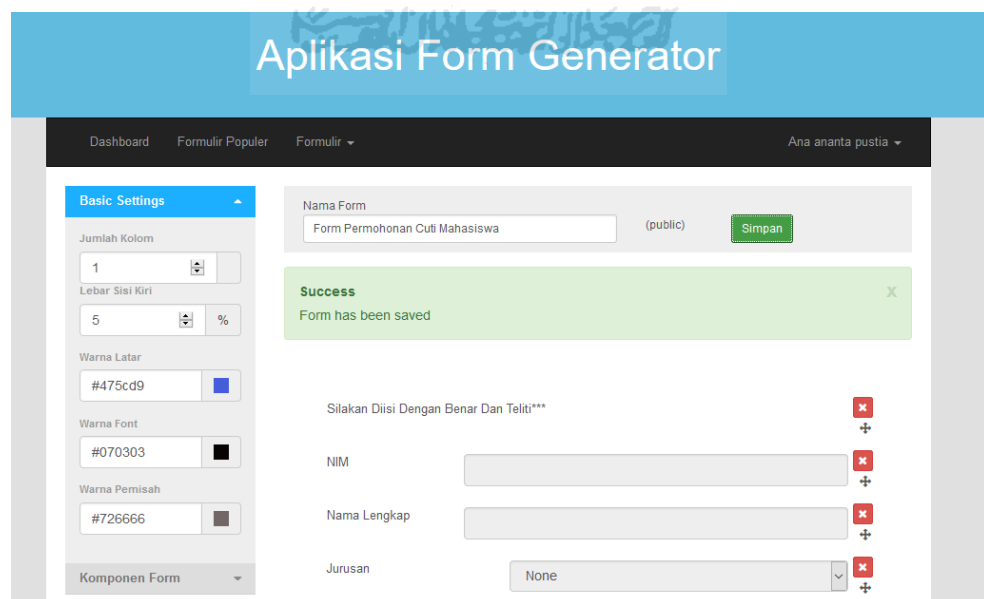 Aplikasi Form Generator
Dashboard Formulir Populer Formulir Ana ananta pustia
Basic Settings
Jumlah Kolom
1
Lebar Sisi Kiri
5 %
Warna Latar
#475cd9
Warna Font
#070303
Warna Pemisah
#726666
Komponen Form
Nama Form
Form Permohonan Cuti Mahasiswa (public) Simpan
Success x
Form has been saved
Silakan Diisi Dengan Benar Dan Teliti***
NIM
Nama Lengkap
Jurusan None